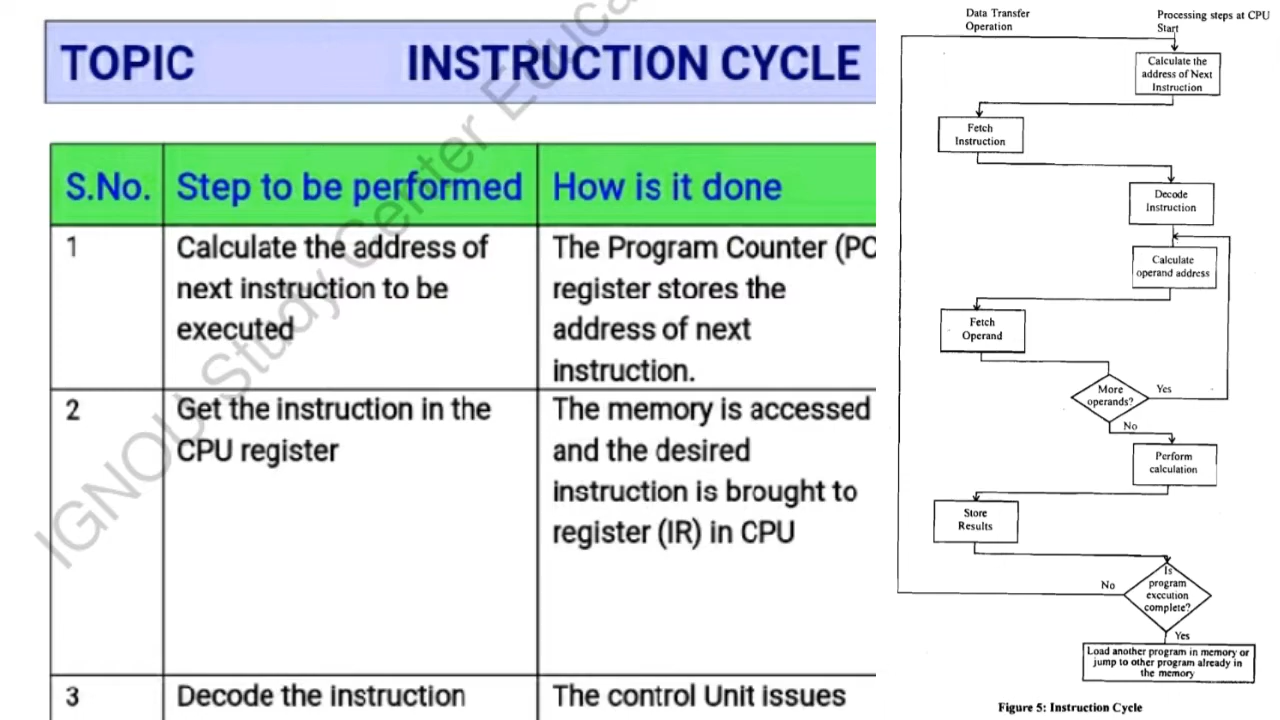 TOPIC INSTRUCTION CYCLE
S.No. Step to be performed How is it done
1 Calculate the address of The Program Counter (PC
next instruction to be register stores the
executed address of next
instruction.
2 Get the instruction in the The memory is accessed
CPU register and the desired
instruction is brought to
register (IR) in CPU
3 Decode the instruction The control Unit issues
IGNOU Study Center Educa
Data Transfer
Operation
Processing steps at CPU
Start
Calculate the
address of Next
Instruction
Fetch
Instruction
Decode
Instruction
Calculate
operand address
Fetch
Operand
More
operands?
Yes
No
Perform
calculation
Store
Results
Is
program
execution
complete?
No
Yes
Load another program in memory or
jump to other program already in
the memory
Figure 5: Instruction Cycle